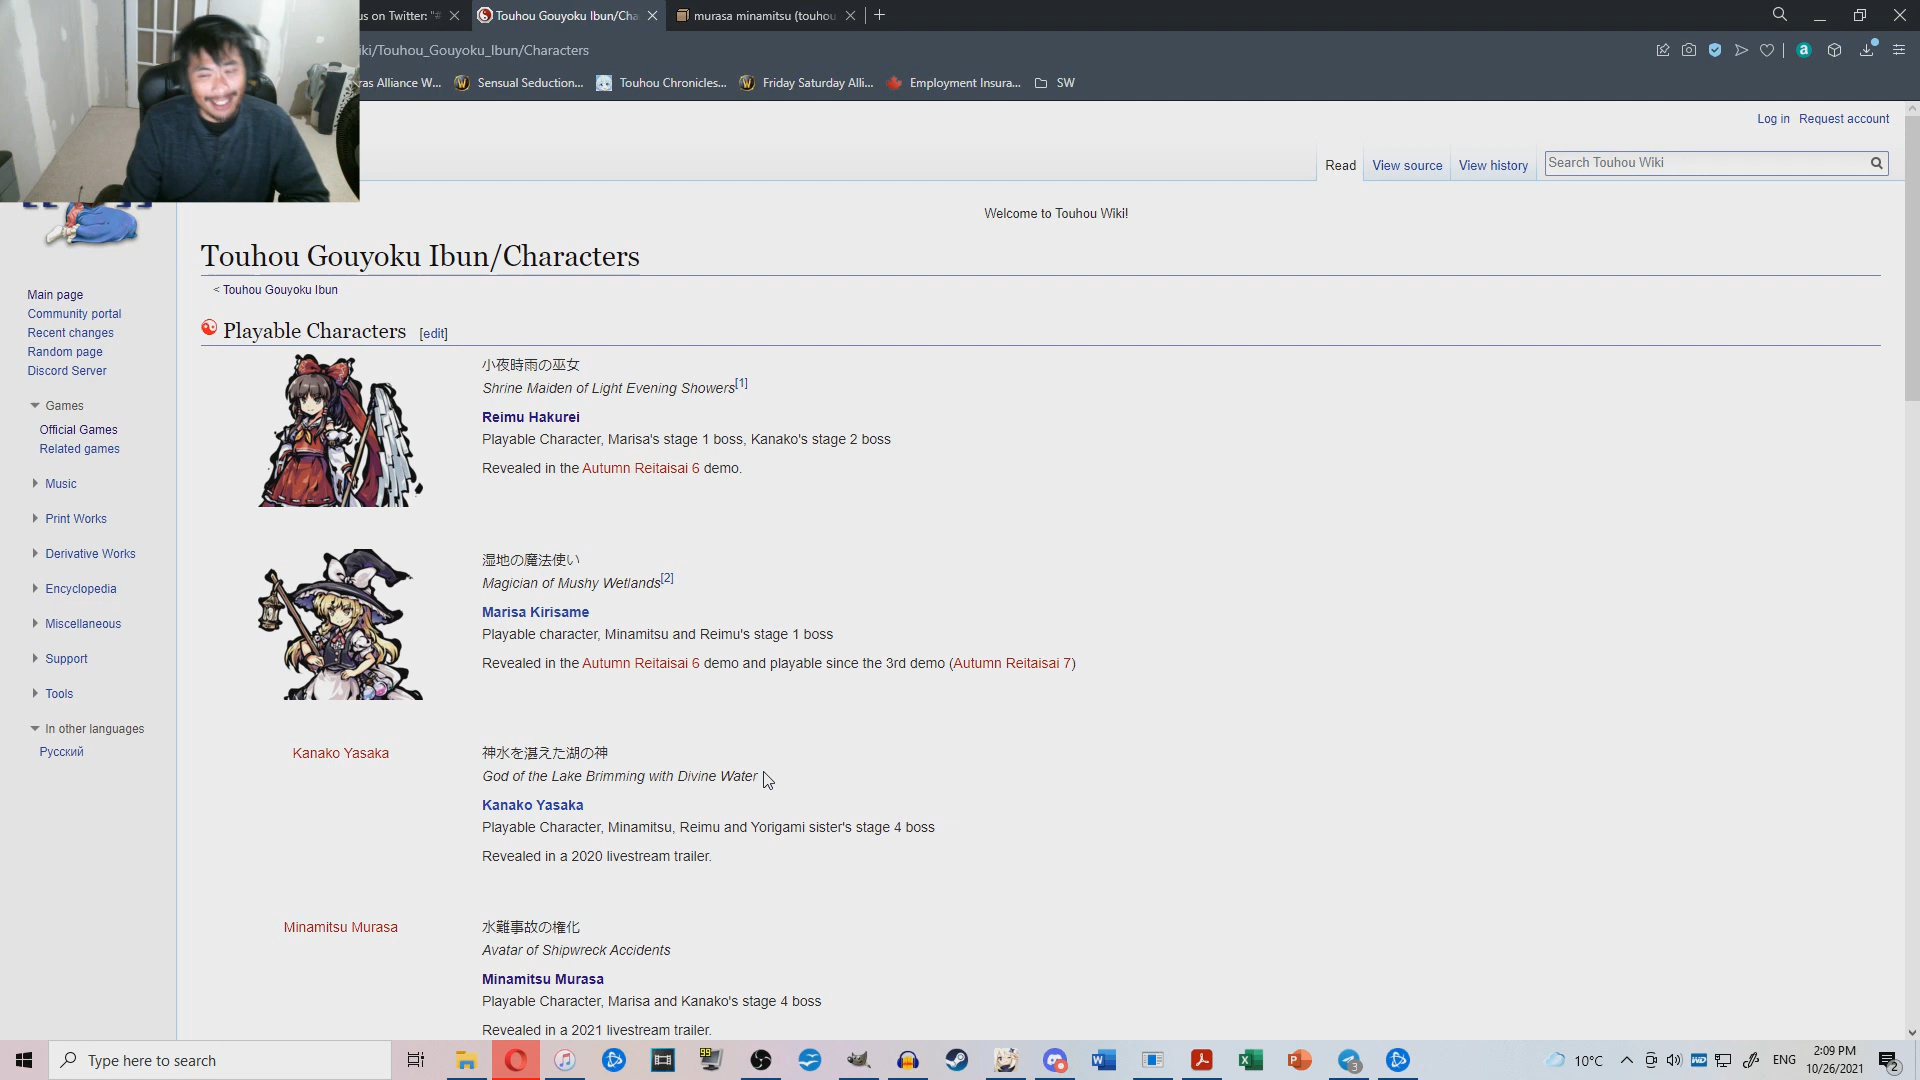 us on Twitter: "
Touhou Gouyoku Ibun/Cha
murasa minamitsu (touhou
iki/Touhou_Gouyoku_Ibun/Characters
ras Alliance W...
Sensual Seduction...
Touhou Chronicles...
Friday Saturday Alli...
Employment Insura...
SW
Log in
Request account
Read
View source
View history
Search Touhou Wiki
Welcome to Touhou Wiki!
Touhou Gouyoku Ibun/Characters
< Touhou Gouyoku Ibun
Main page
Community portal
Recent changes
Random page
Discord Server
Games
Official Games
Related games
Music
Print Works
Derivative Works
Encyclopedia
Miscellaneous
Support
Tools
In other languages
Русский
Playable Characters [edit]
小夜時雨の巫女
Shrine Maiden of Light Evening Showers[1]
Reimu Hakurei
Playable Character, Marisa's stage 1 boss, Kanako's stage 2 boss
Revealed in the Autumn Reitaisai 6 demo.
湿地の魔法使い
Magician of Mushy Wetlands[2]
Marisa Kirisame
Playable character, Minamitsu and Reimu's stage 1 boss
Revealed in the Autumn Reitaisai 6 demo and playable since the 3rd demo (Autumn Reitaisai 7)
Kanako Yasaka
神水を湛えた湖の神
God of the Lake Brimming with Divine Water
Kanako Yasaka
Playable Character, Minamitsu, Reimu and Yorigami sister's stage 4 boss
Revealed in a 2020 livestream trailer.
Minamitsu Murasa
水難事故の権化
Avatar of Shipwreck Accidents
Minamitsu Murasa
Playable Character, Marisa and Kanako's stage 4 boss
Revealed in a 2021 livestream trailer.
Type here to search
99
3
10°C
ENG
2:09 PM
10/26/2021
2